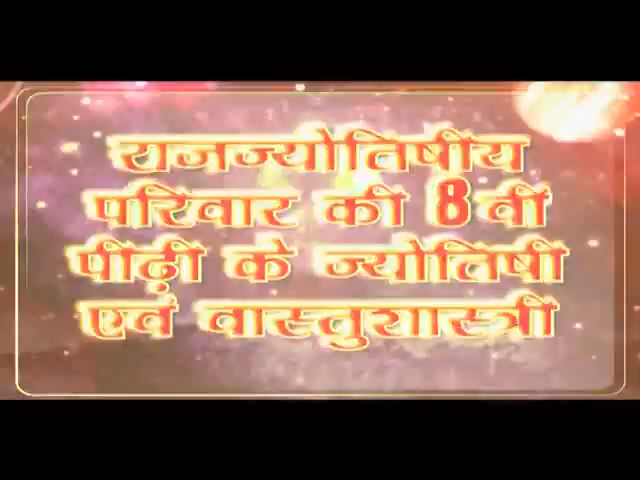 राजज्योतिषीय
परिवार की 8 वीं
पीढ़ी के ज्योतिषी
एवं वास्तुशास्त्री